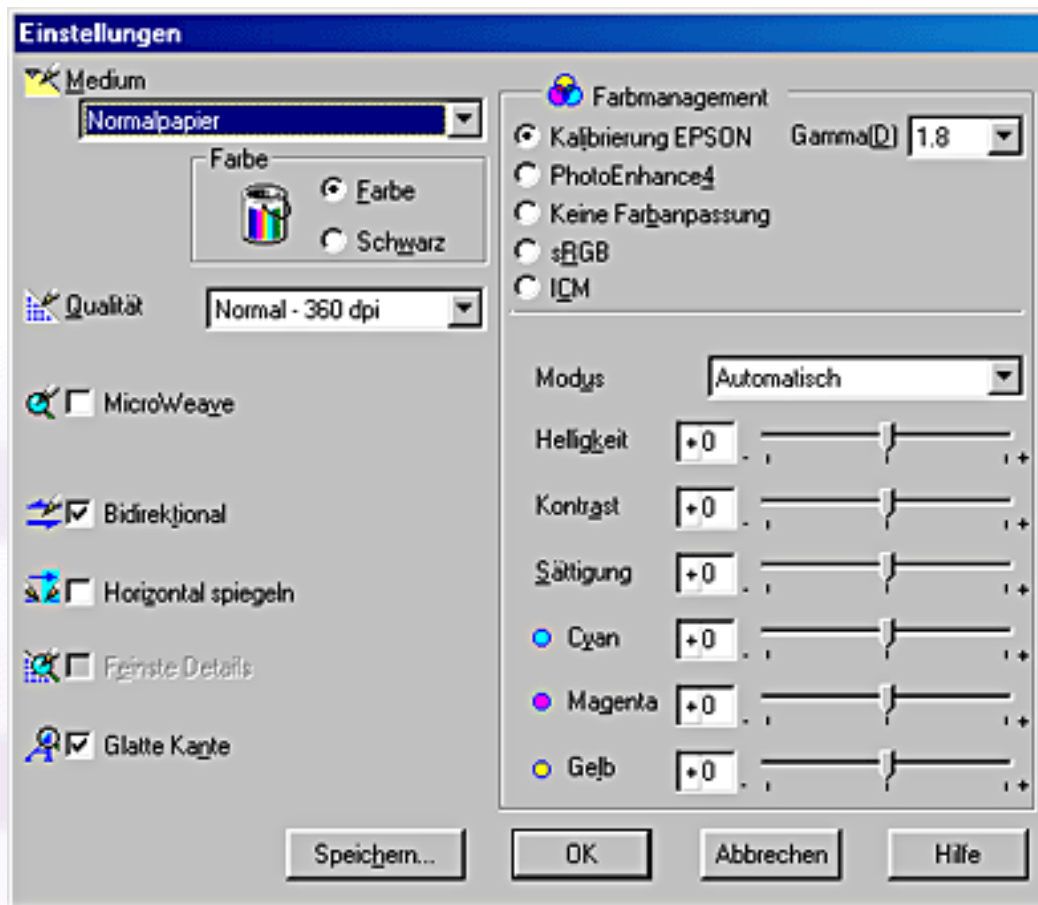 Einstellungen
Medium
Normalpapier
Farbe
Farbe
Schwarz
Qualität
Normal - 360 dpi
MicroWeave
Bidirektional
Horizontal spiegeln
Feinste Details
Glatte Kante
Farbmanagement
Kalibrierung EPSON Gamma(D) 1.8
PhotoEnhance4
Keine Farbanpassung
sRGB
ICM
Modys Automatisch
Helligkeit +0 - +
Kontrast +0 - +
Sättigung +0 - +
Cyan +0 - +
Magenta +0 - +
Gelb +0 - +
Speichern... OK Abbrechen Hilfe